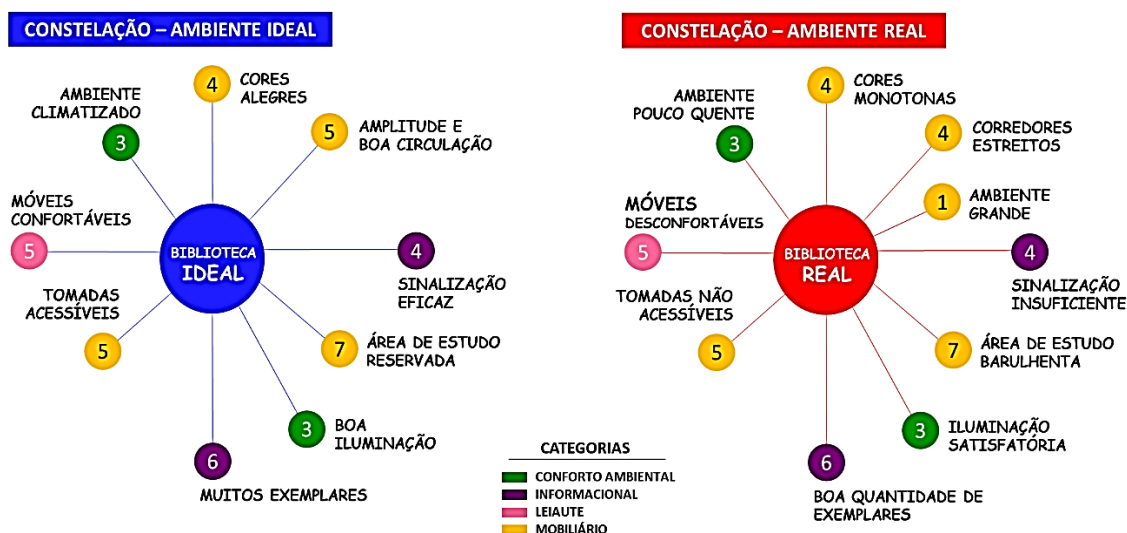 CONSTELAÇÃO – AMBIENTE IDEAL
4
CORES
ALEGRES
AMBIENTE
CLIMATIZADO
3
5
AMPLITUDE E
BOA CIRCULAÇÃO
MÓVEIS
CONFORTÁVEIS
5
BIBLIOTECA
IDEAL
4
SINALIZAÇÃO
EFICAZ
TOMADAS
ACESSÍVEIS
5
7
ÁREA DE ESTUDO
RESERVADA
3
BOA
ILUMINAÇÃO
6
MUITOS EXEMPLARES
CONSTELAÇÃO – AMBIENTE REAL
4
CORES
MONOTONAS
AMBIENTE
POUCO QUENTE
3
4
CORREDORES
ESTREITOS
1
AMBIENTE
GRANDE
MÓVEIS
DESCONFORTÁVEIS
5
BIBLIOTECA
REAL
4
SINALIZAÇÃO
INSUFICIENTE
TOMADAS NÃO
ACESSÍVEIS
5
7
ÁREA DE ESTUDO
BARULHENTA
3
ILUMINAÇÃO
SATISFATÓRIA
6
BOA QUANTIDADE DE
EXEMPLARES
CATEGORIAS
CONFORTO AMBIENTAL
INFORMACIONAL
LEIAUTE
MOBILIÁRIO